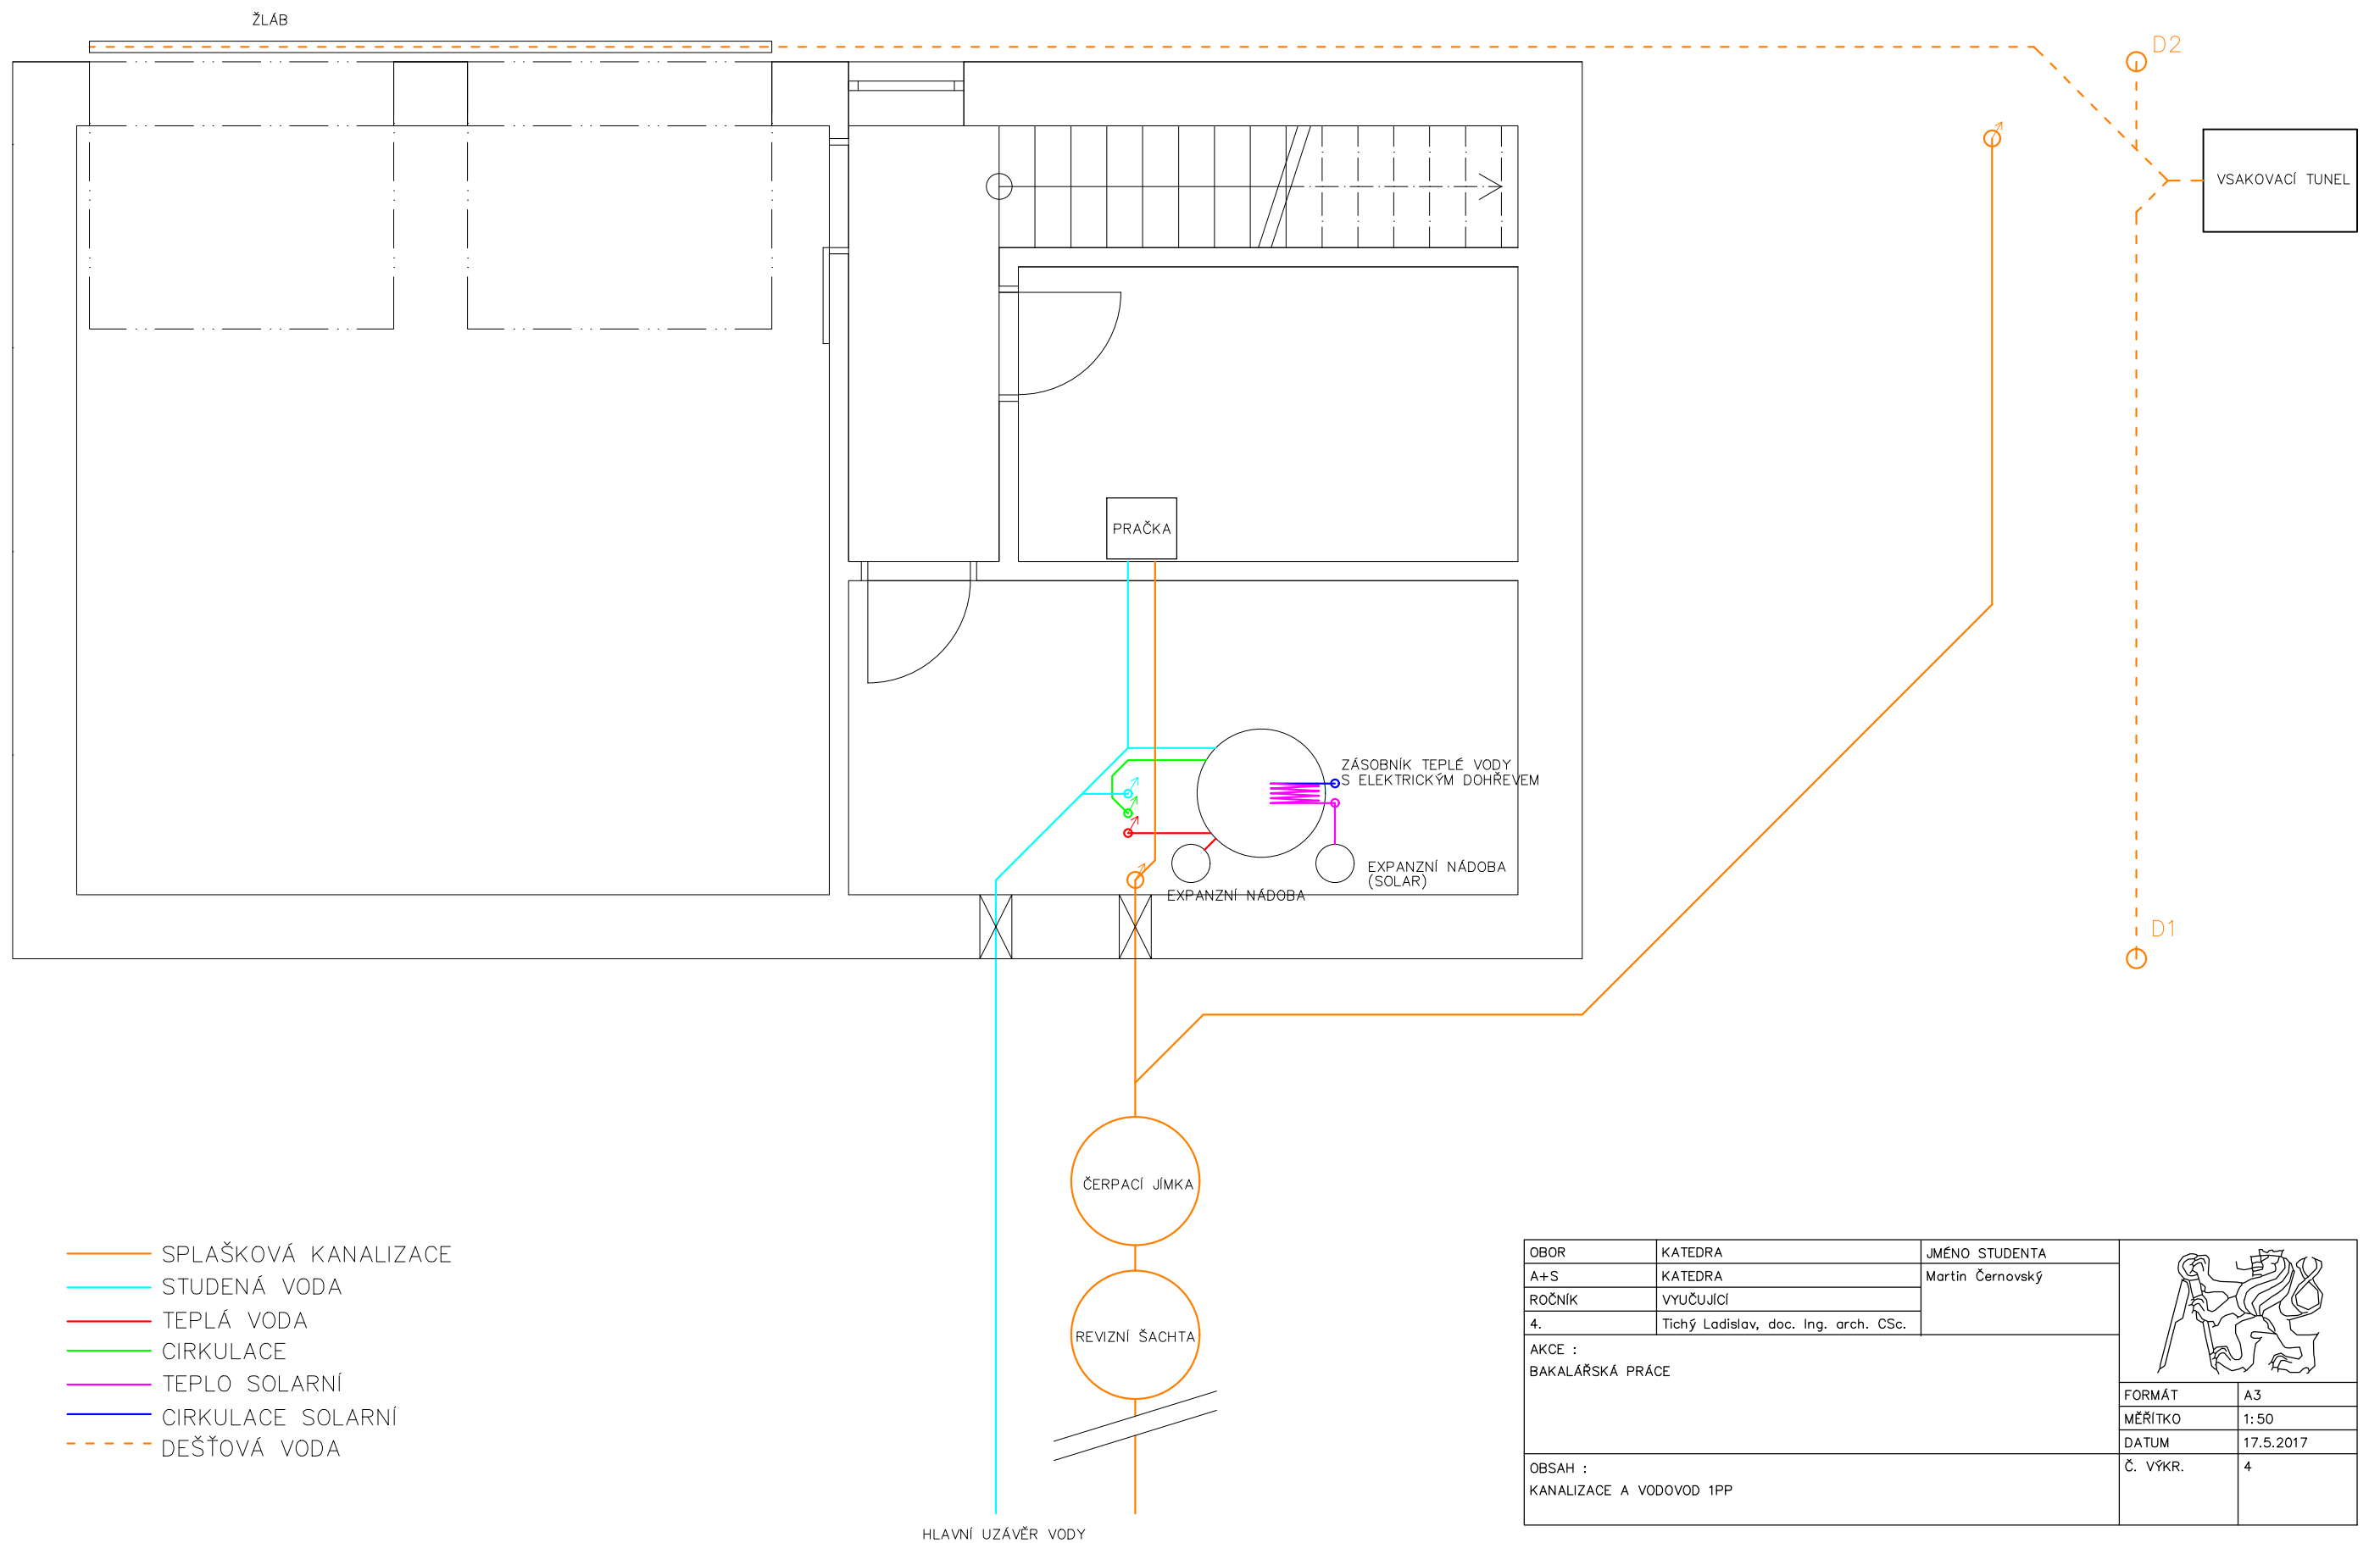 ŽLÁB
D2
VSAKOVACÍ TUNEL
PRAČKA
ZÁSOBNÍK TEPLÉ VODY
S ELEKTRICKÝM DOHŘEVEM
EXPANZNÍ NÁDOBA
(SOLAR)
EXPANZNÍ NÁDOBA
D1
ČERPACÍ JÍMKA
REVIZNÍ ŠACHTA
HLAVNÍ UZÁVĚR VODY
SPLAŠKOVÁ KANALIZACE
STUDENÁ VODA
TEPLÁ VODA
CIRKULACE
TEPLO SOLARNÍ
CIRKULACE SOLARNÍ
DEŠŤOVÁ VODA
OBOR KATEDRA JMÉNO STUDENTA
A+S KATEDRA Martin Černovský
ROČNÍK VYUČUJÍCÍ
4. Tichý Ladislav, doc. Ing. arch. CSc.
AKCE :
BAKALÁŘSKÁ PRÁCE
FORMÁT A3
MĚŘÍTKO 1:50
DATUM 17.5.2017
OBSAH :
KANALIZACE A VODOVOD 1PP
Č. VÝKR. 4